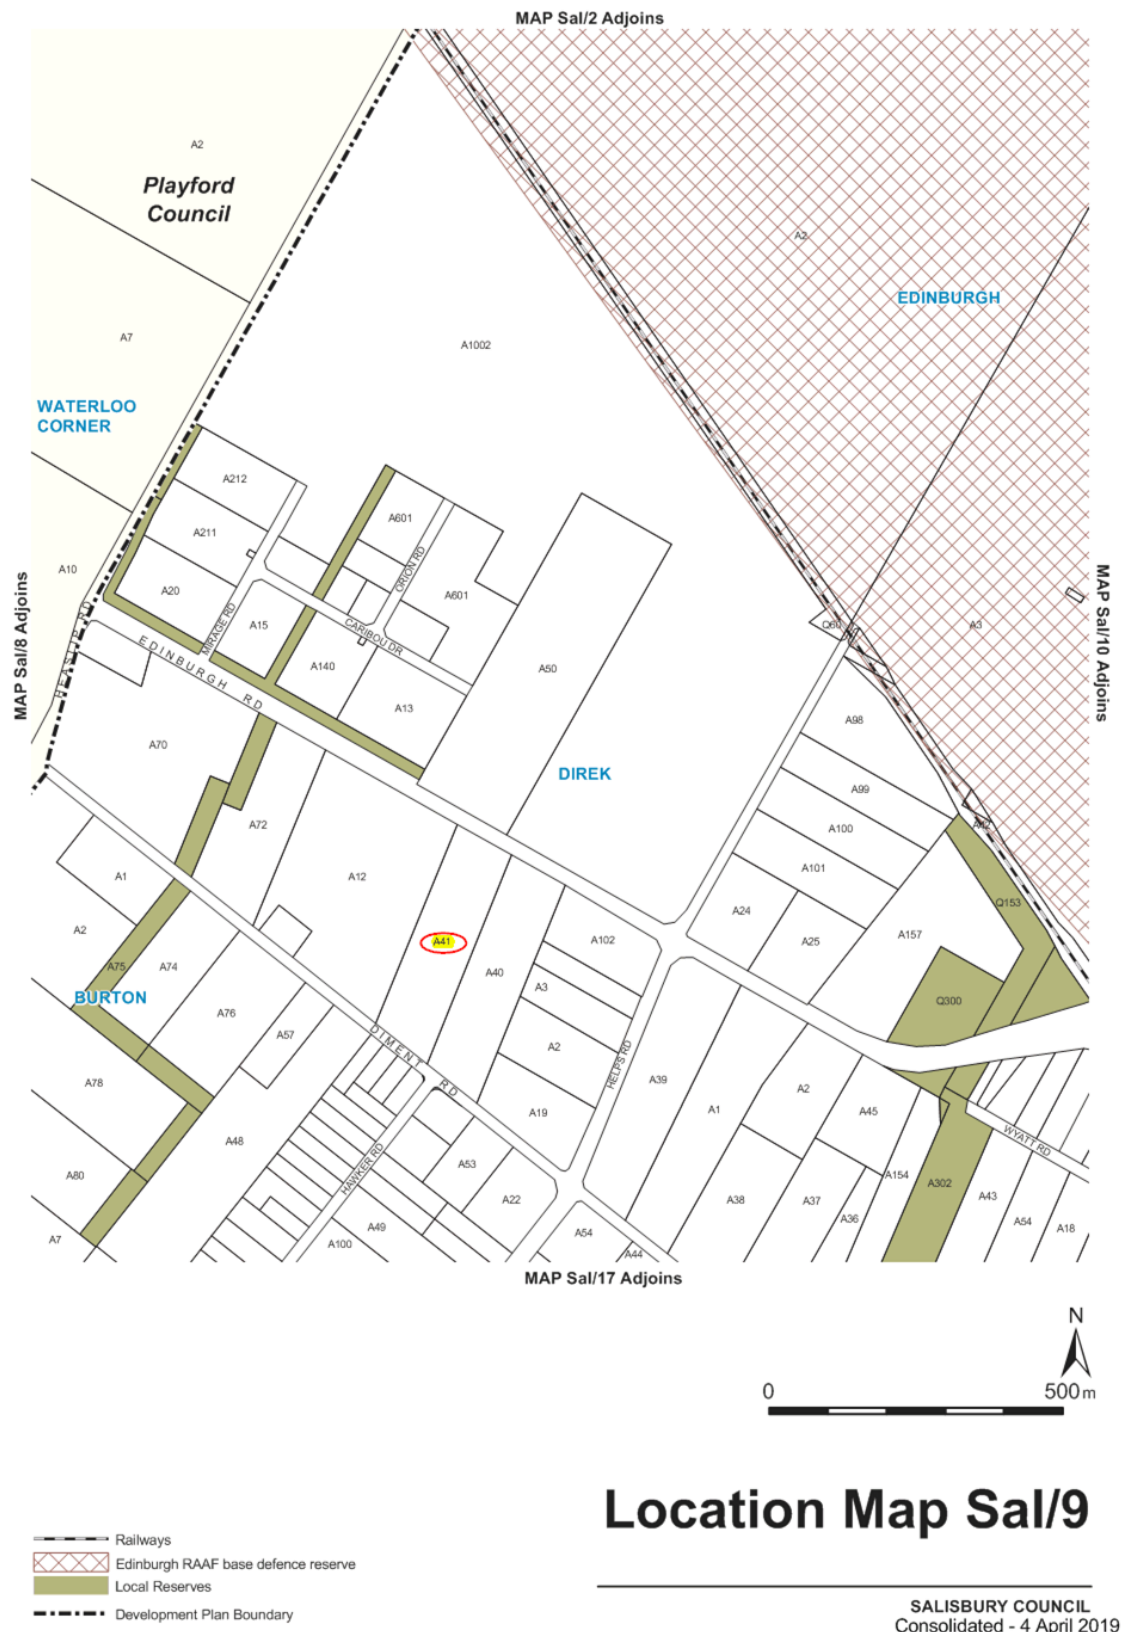 MAP Sal/2 Adjoins
A2
Playford
Council
A2
EDINBURGH
A7
A1002
WATERLOO
CORNER
A212
A601
A211
ORION RD
A10
A20
A601
MAP Sal/8 Adjoins
MAP Sal/10 Adjoins
HEASLIP RD
MIRAGE RD
A15
CARIBOU DR
Q60
A3
EDINBURGH RD
A140
A50
A13
A98
A70
DIREK
A99
A72
A100
A42
A1
A12
A101
A2
A41
A102
A24
A25
A157
Q153
A75
A74
A40
A3
BURTON
A76
Q300
A57
DIMENT RD
A2
HELPS RD
A78
A39
A1
A2
A45
A48
A19
WYATT RD
HAWKER RD
A53
A80
A22
A38
A37
A154
A302
A43
A7
A49
A100
A54
A44
A36
A54
A18
MAP Sal/17 Adjoins
N
0
500m
Location Map Sal/9
Railways
Edinburgh RAAF base defence reserve
Local Reserves
Development Plan Boundary
SALISBURY COUNCIL
Consolidated - 4 April 2019